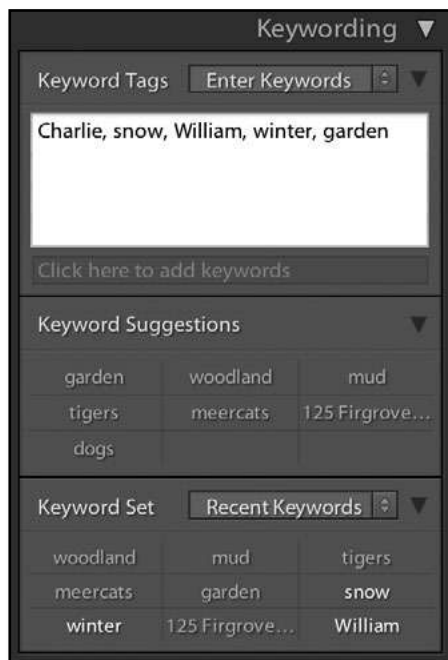 Keywording
Keyword Tags Enter Keywords
Charlie, snow, William, winter, garden
Click here to add keywords
Keyword Suggestions
garden woodland mud
tigers meercats 125 Firgrove...
dogs
Keyword Set Recent Keywords
woodland mud tigers
meercats garden snow
winter 125 Firgrove... William